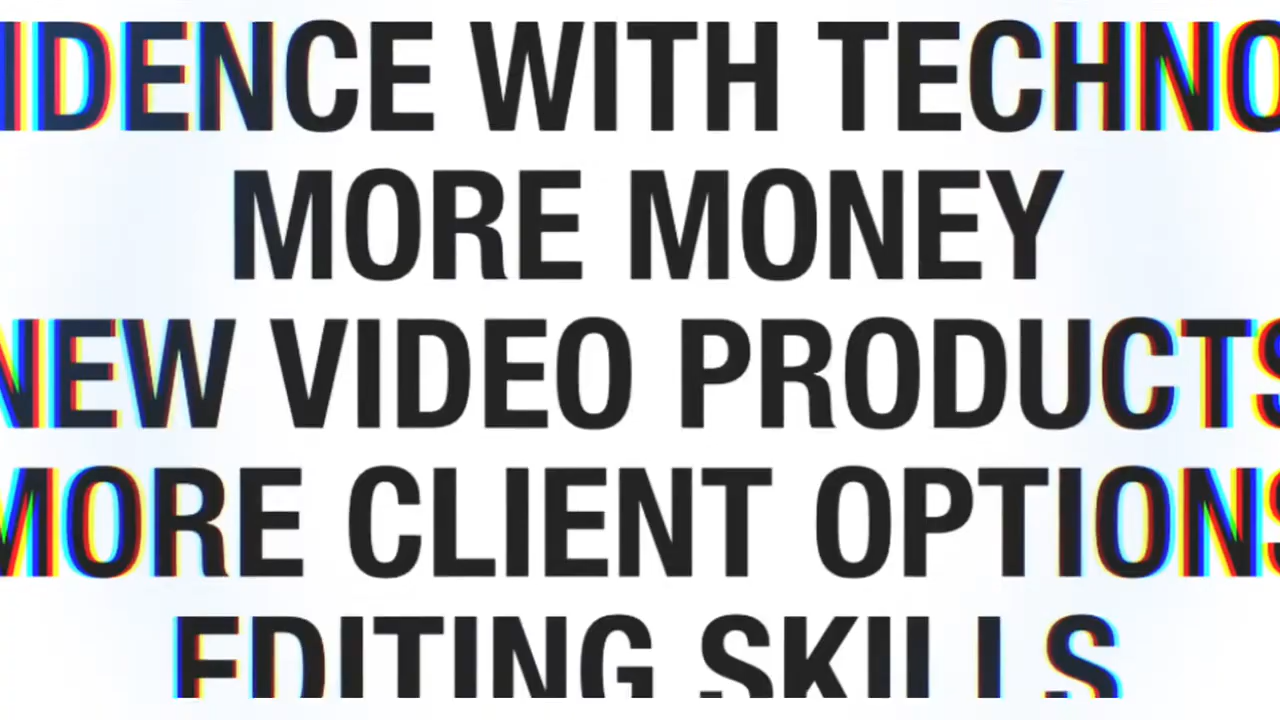 IDENCE WITH TECHNO
MORE MONEY
NEW VIDEO PRODUCTS
MORE CLIENT OPTIONS
EDITING SKILLS